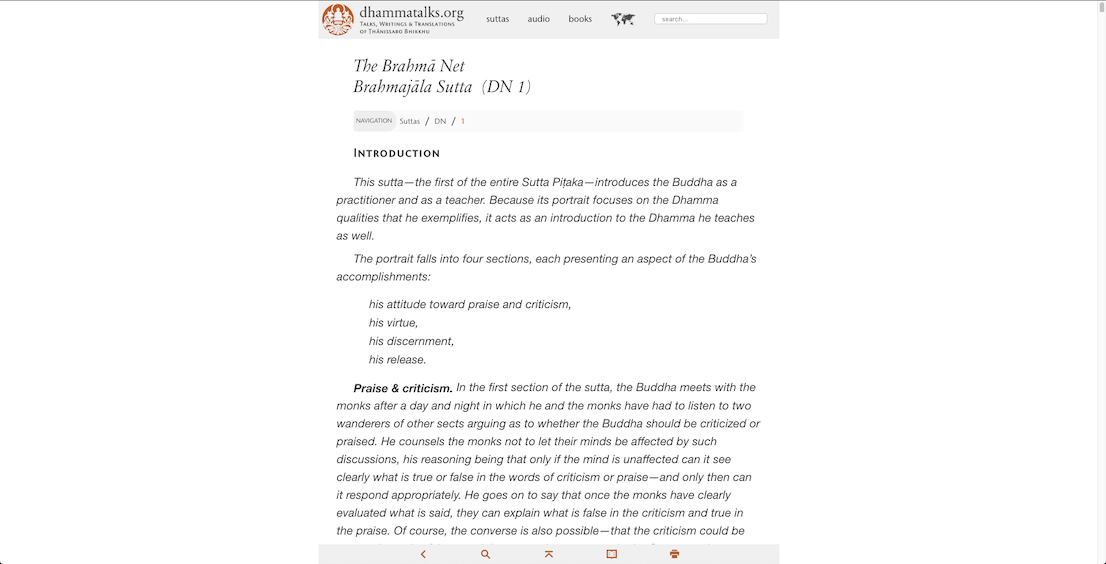 dhammatalks.org
Talks, Writings & Translations
of Ṭhānissaro Bhikkhu
suttas audio books
search...
The Brahmā Net
Brahmajāla Sutta (DN 1)
NAVIGATION Suttas / DN / 1
Introduction
This sutta—the first of the entire Sutta Piṭaka—introduces the Buddha as a
practitioner and as a teacher. Because its portrait focuses on the Dhamma
qualities that he exemplifies, it acts as an introduction to the Dhamma he teaches
as well.
The portrait falls into four sections, each presenting an aspect of the Buddha’s
accomplishments:
his attitude toward praise and criticism,
his virtue,
his discernment,
his release.
Praise & criticism. In the first section of the sutta, the Buddha meets with the
monks after a day and night in which he and the monks have had to listen to two
wanderers of other sects arguing as to whether the Buddha should be criticized or
praised. He counsels the monks not to let their minds be affected by such
discussions, his reasoning being that only if the mind is unaffected can it see
clearly what is true or false in the words of criticism or praise—and only then can
it respond appropriately. He goes on to say that once the monks have clearly
evaluated what is said, they can explain what is false in the criticism and true in
the praise. Of course, the converse is also possible—that the criticism could be